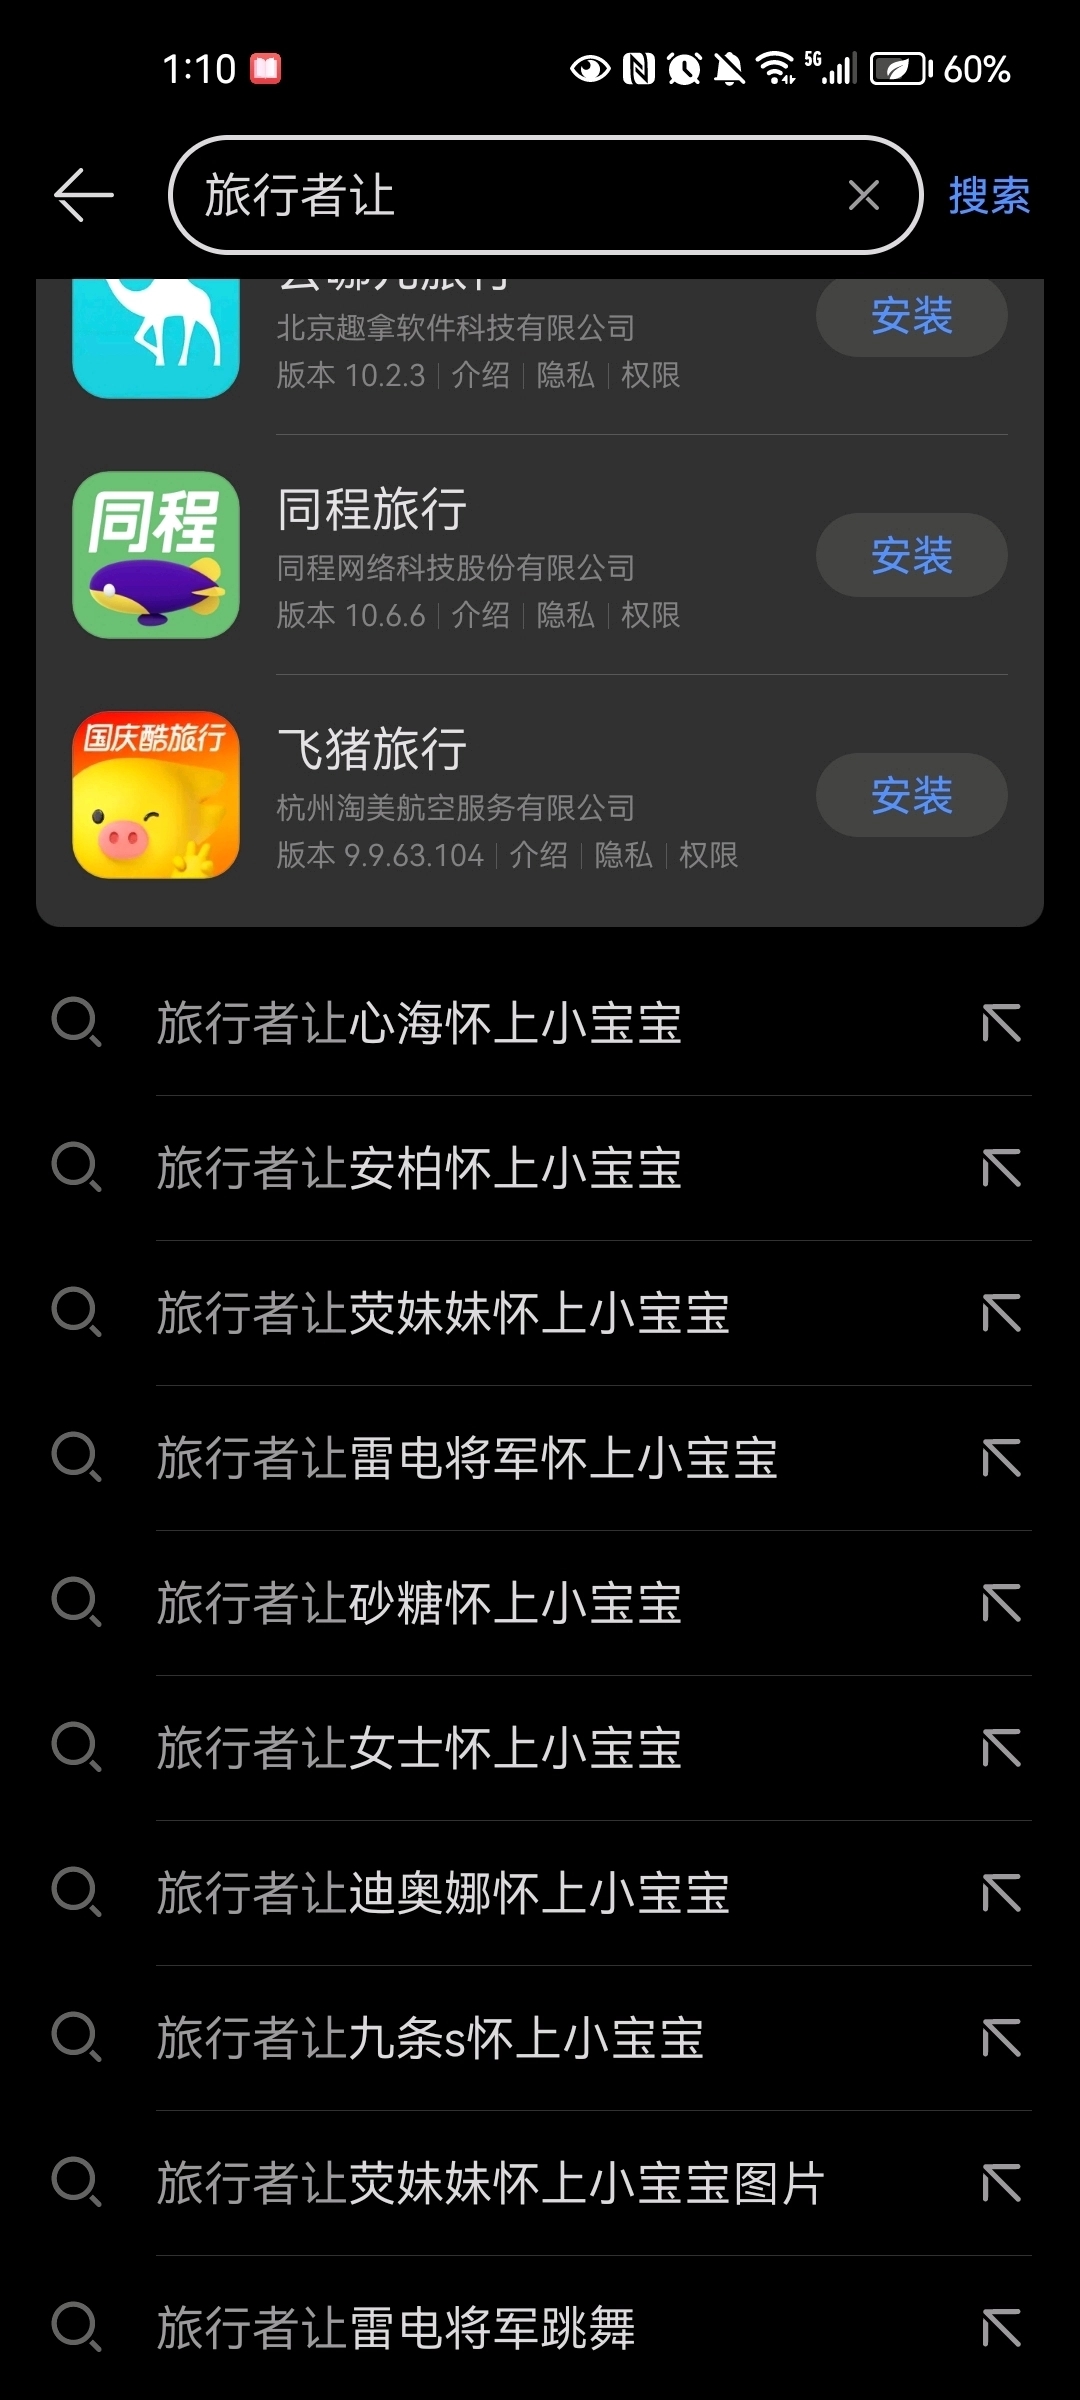 1:10
5G
60%
旅行者让
搜索
去哪儿旅行
安装
北京趣拿软件科技有限公司
版本 10.2.3 | 介绍 | 隐私 | 权限
同程
同程旅行
安装
同程网络科技股份有限公司
版本 10.6.6 | 介绍 | 隐私 | 权限
国庆酷旅行
飞猪旅行
安装
杭州淘美航空服务有限公司
版本 9.9.63.104 | 介绍 | 隐私 | 权限
旅行者让心海怀上小宝宝
旅行者让安柏怀上小宝宝
旅行者让荧妹妹怀上小宝宝
旅行者让雷电将军怀上小宝宝
旅行者让砂糖怀上小宝宝
旅行者让女士怀上小宝宝
旅行者让迪奥娜怀上小宝宝
旅行者让九条s怀上小宝宝
旅行者让荧妹妹怀上小宝宝图片
旅行者让雷电将军跳舞